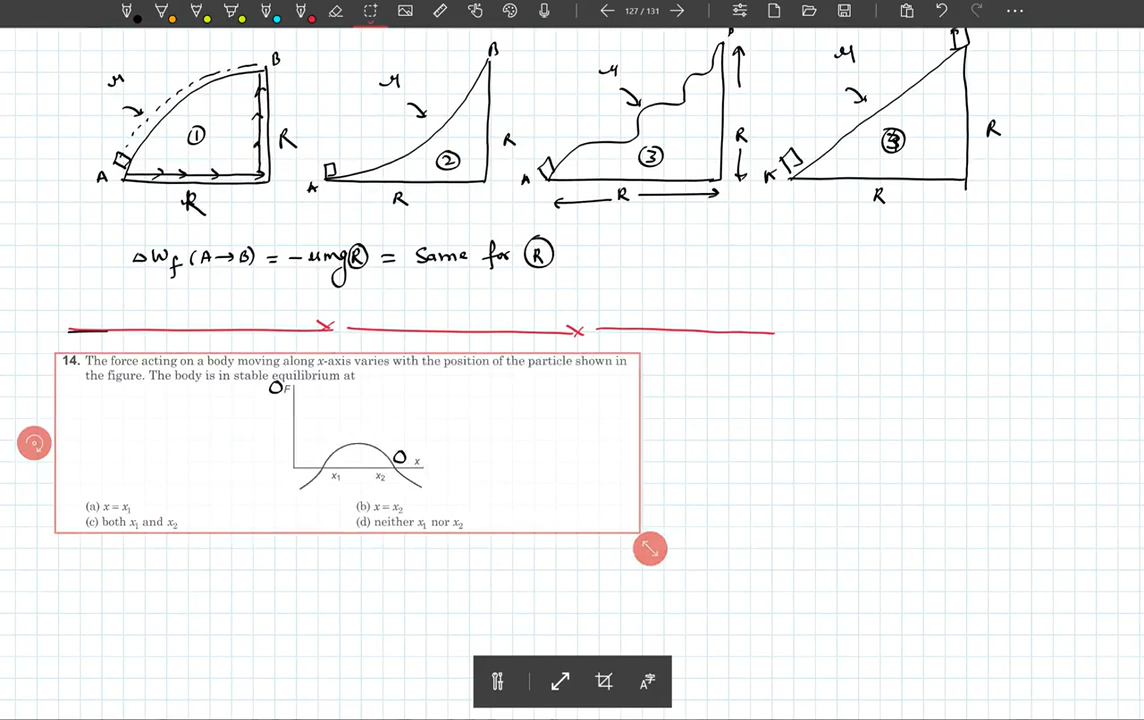 127 / 131
B
B
μ
μ
μ
μ
①
R
②
R
③
R
③
R
A
A
A
A
R
R
R
R
ΔWf (A→B) = -μmgR = Same for R
14. The force acting on a body moving along x-axis varies with the position of the particle shown in
the figure. The body is in stable equilibrium at
F
x
x₁ x₂
(a) x = x₁ (b) x = x₂
(c) both x₁ and x₂ (d) neither x₁ nor x₂